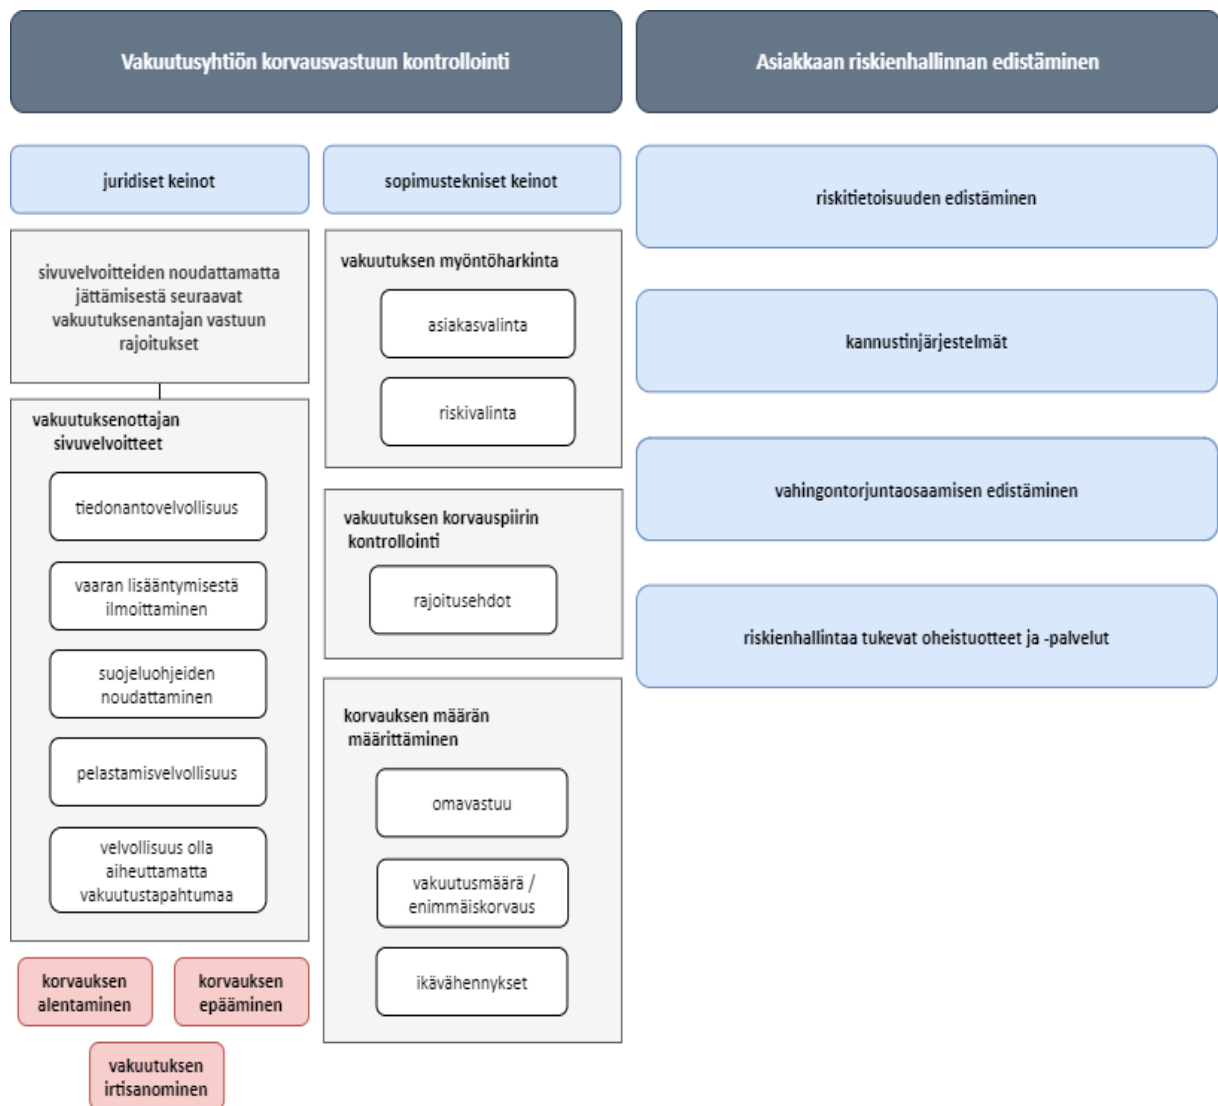 Vakuutusyhtiön korvausvastuun kontrollointi
juridiset keinot
sivuvelvoitteiden noudattamatta
jättämisestä seuraavat
vakuutuksenantajan vastuun
rajoitukset
vakuutuksenottajan
sivuvelvoitteet
tiedonantovelvollisuus
vaaran lisääntymisestä
ilmoittaminen
suojeluohjeiden
noudattaminen
pelastamisvelvollisuus
velvollisuus olla
aiheuttamatta
vakuutustapahtumaa
korvauksen
alentaminen
korvauksen
epääminen
vakuutuksen
irtisanominen
sopimustekniset keinot
vakuutuksen myöntöharkinta
asiakasvalinta
riskivalinta
vakuutuksen korvauspiirin
kontrollointi
rajoitusehdot
korvauksen määrän
määrittäminen
omavastuu
vakuutusmäärä /
enimmäiskorvaus
ikävähennykset
Asiakkaan riskienhallinnan edistäminen
riskitietoisuuden edistäminen
kannustinjärjestelmät
vahingontorjuntaosaamisen edistäminen
riskienhallintaa tukevat oheistuotteet ja -palvelut